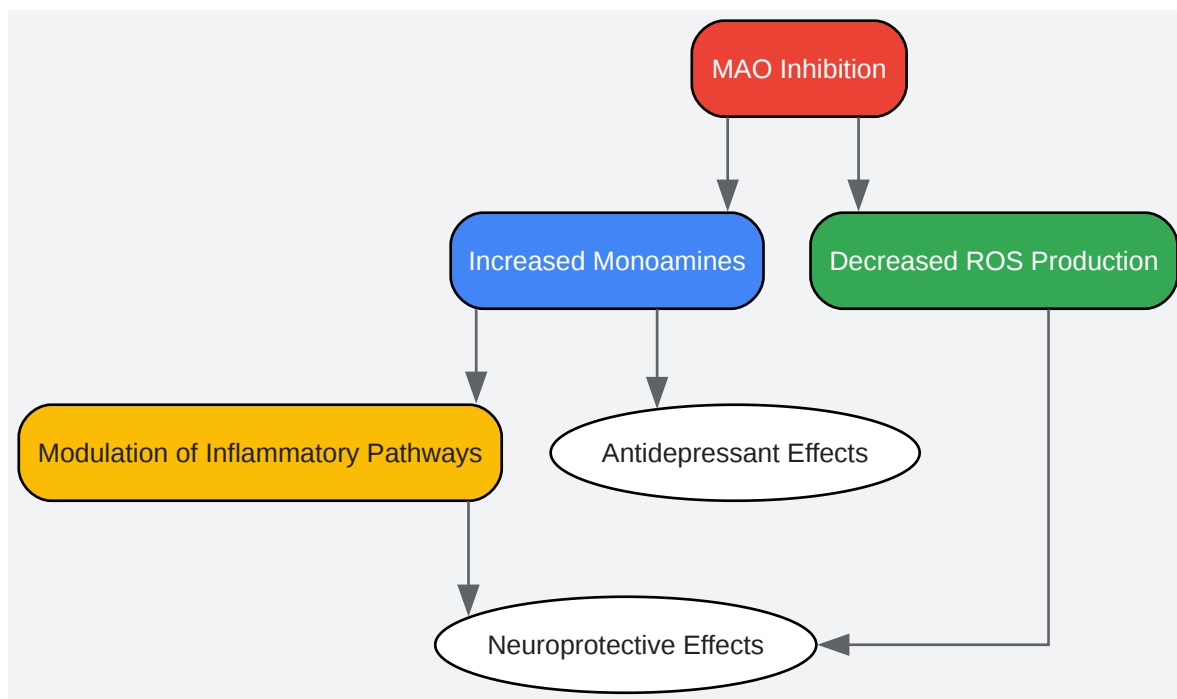 MAO Inhibition
Increased Monoamines
Decreased ROS Production
Modulation of Inflammatory Pathways
Antidepressant Effects
Neuroprotective Effects